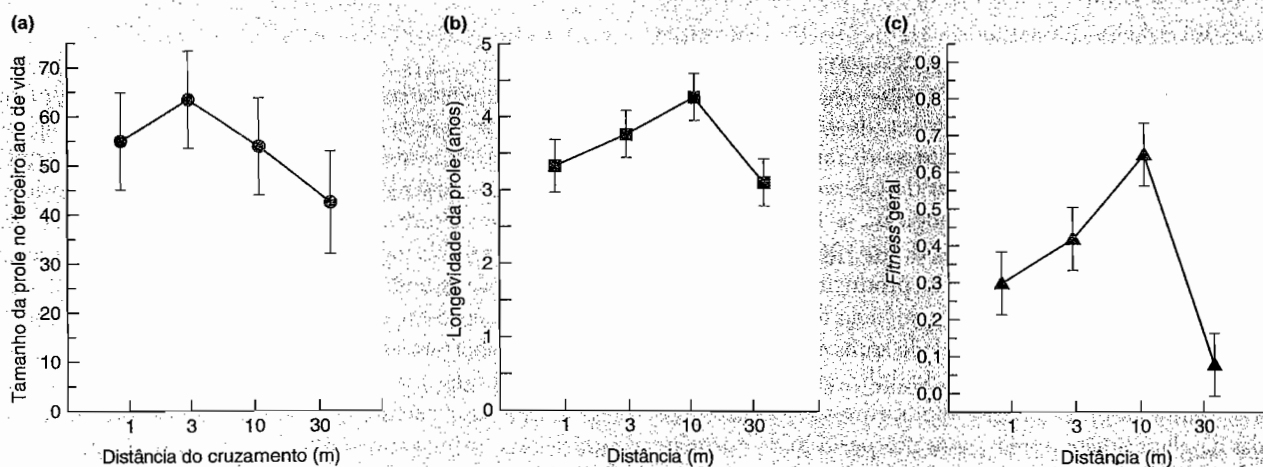 (a)
Tamanho da prole no terceiro ano de vida
70
60
50
40
30
20
10
0
1 3 10 30
Distância do cruzamento (m)
(b)
Longevidade da prole (anos)
5
4
3
2
1
0
1 3 10 30
Distância (m)
(c)
Fitness geral
0,9
0,8
0,7
0,6
0,5
0,4
0,3
0,2
0,1
0,0
1 3 10 30
Distância (m)